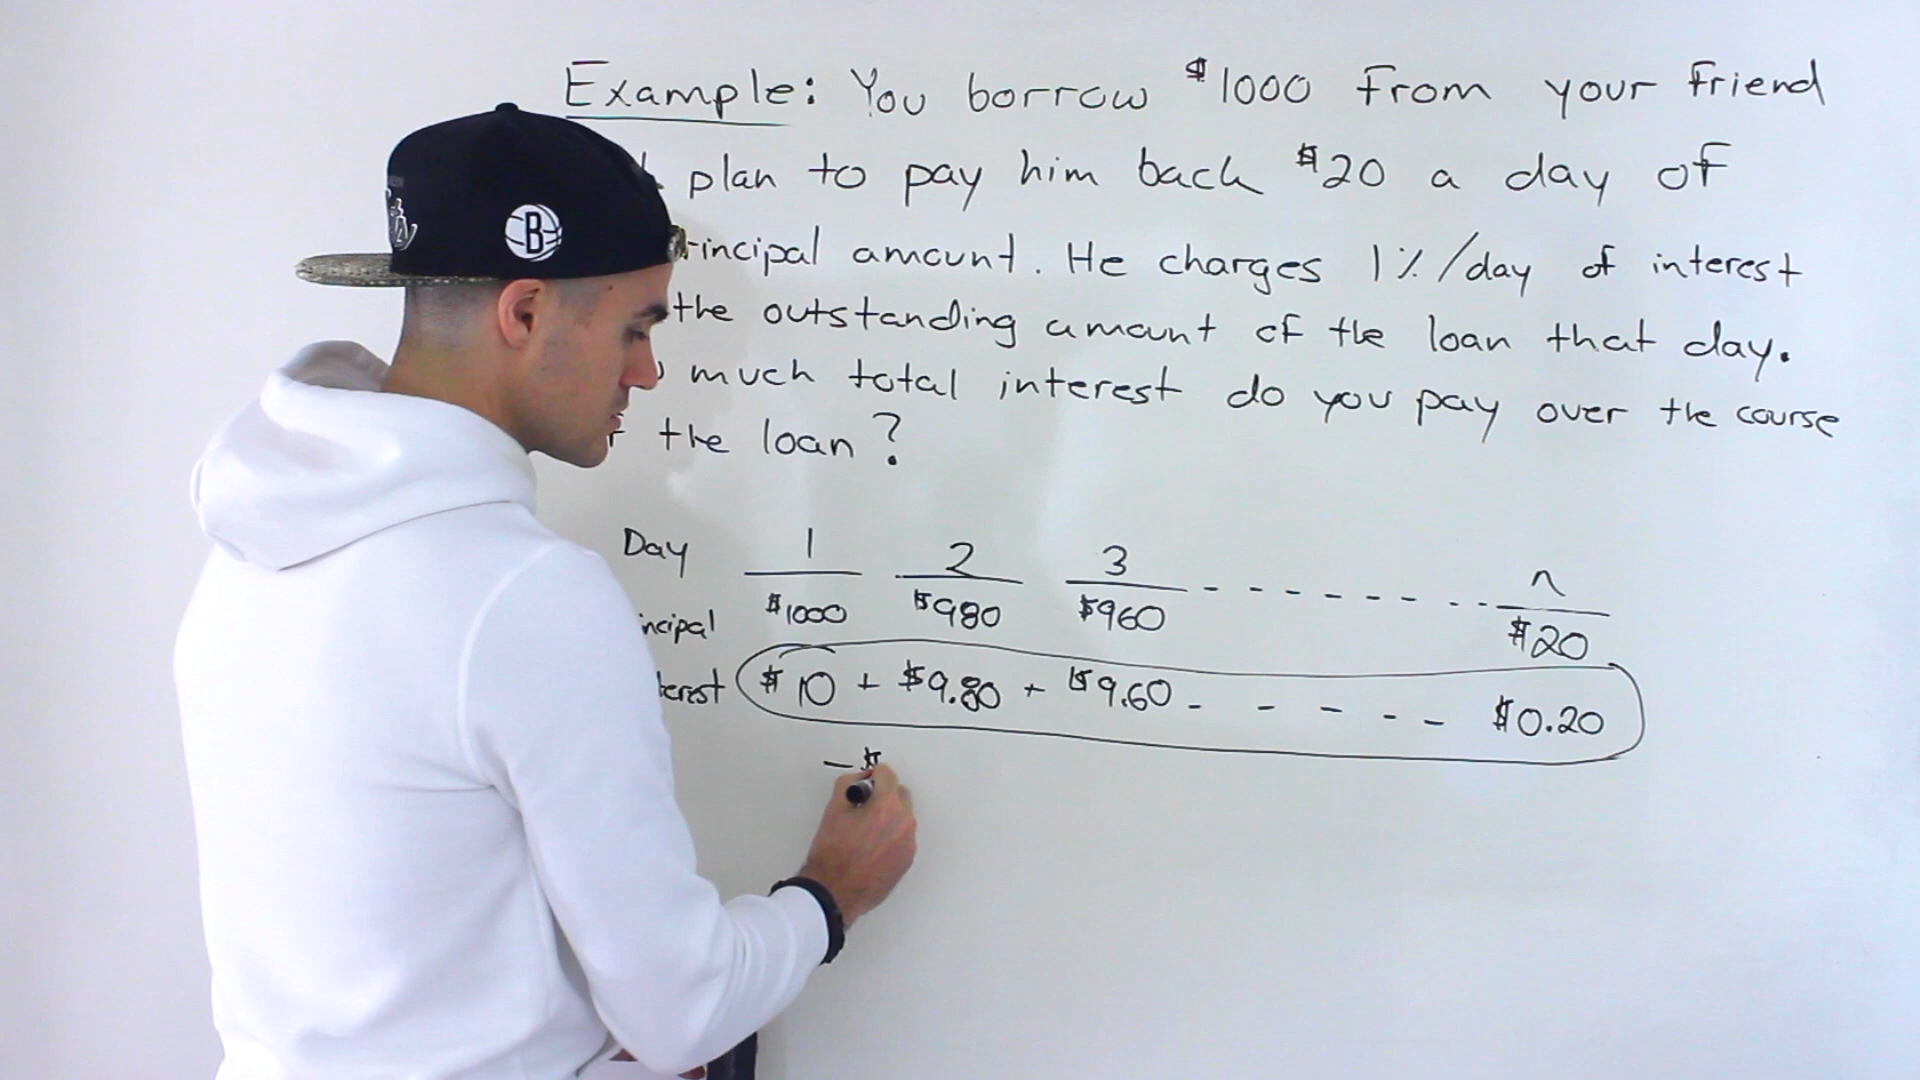 Example: You borrow $1000 from your friend
plan to pay him back $20 a day of
rincipal amount. He charges 1%/day of interest
the outstanding amount of the loan that day.
much total interest do you pay over the course
the loan?
Day 1 2 3 - - - - - - - - n
ncipal $1000 $980 $960 $20
terest $10 + $9.80 + $9.60 - - - - - $0.20
-$
B